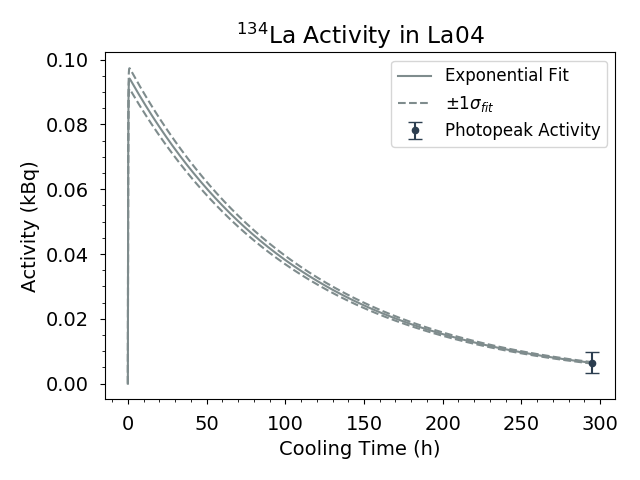 ¹³⁴La Activity in La04
Exponential Fit
±1σ_fit
Photopeak Activity
Activity (kBq)
0.10
0.08
0.06
0.04
0.02
0.00
0 50 100 150 200 250 300
Cooling Time (h)